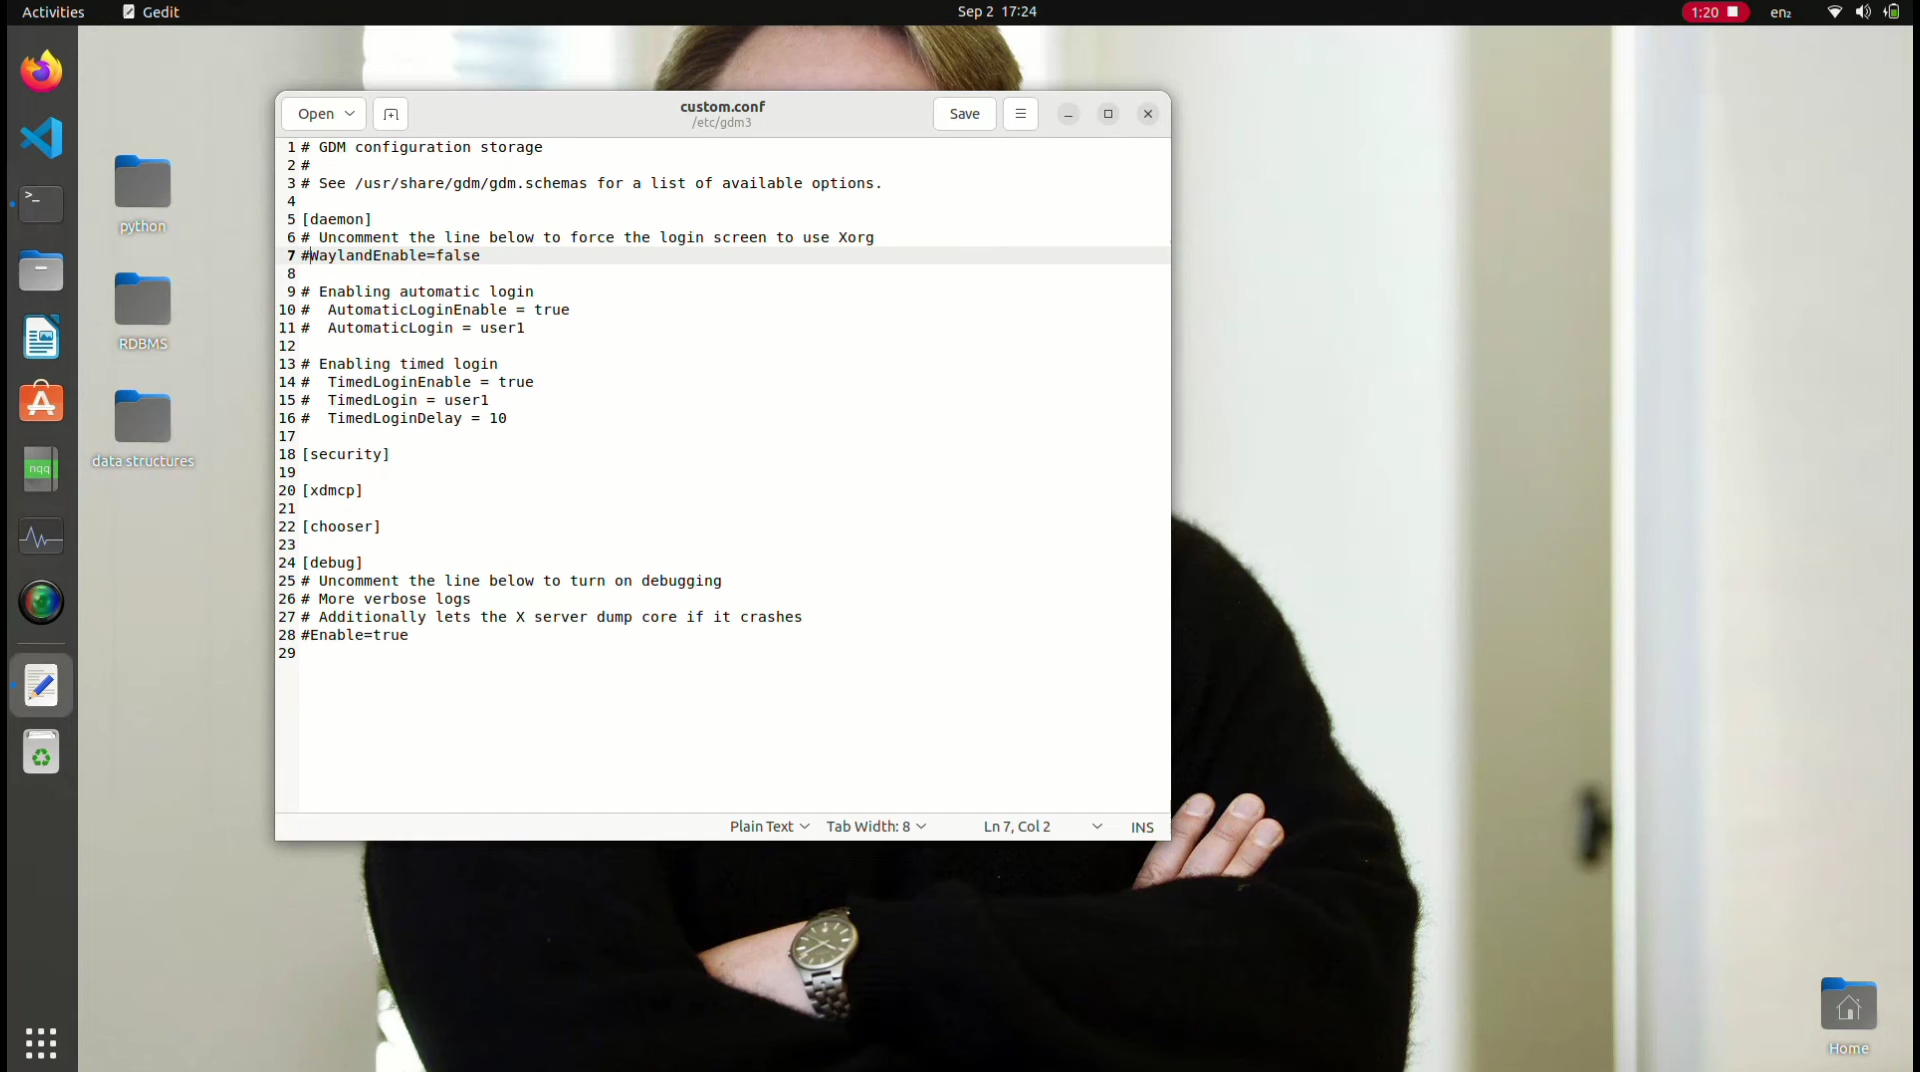 Activities
Gedit
Sep 2 17:24
1:20
en₂
Open
custom.conf
/etc/gdm3
Save
1 # GDM configuration storage
2 #
3 # See /usr/share/gdm/gdm.schemas for a list of available options.
4
5 [daemon]
6 # Uncomment the line below to force the login screen to use Xorg
7 #WaylandEnable=false
8
9 # Enabling automatic login
10 #  AutomaticLoginEnable = true
11 #  AutomaticLogin = user1
12
13 # Enabling timed login
14 #  TimedLoginEnable = true
15 #  TimedLogin = user1
16 #  TimedLoginDelay = 10
17
18 [security]
19
20 [xdmcp]
21
22 [chooser]
23
24 [debug]
25 # Uncomment the line below to turn on debugging
26 # More verbose logs
27 # Additionally lets the X server dump core if it crashes
28 #Enable=true
29
Plain Text
Tab Width: 8
Ln 7, Col 2
INS
python
RDBMS
data structures
>_
nqq
Home